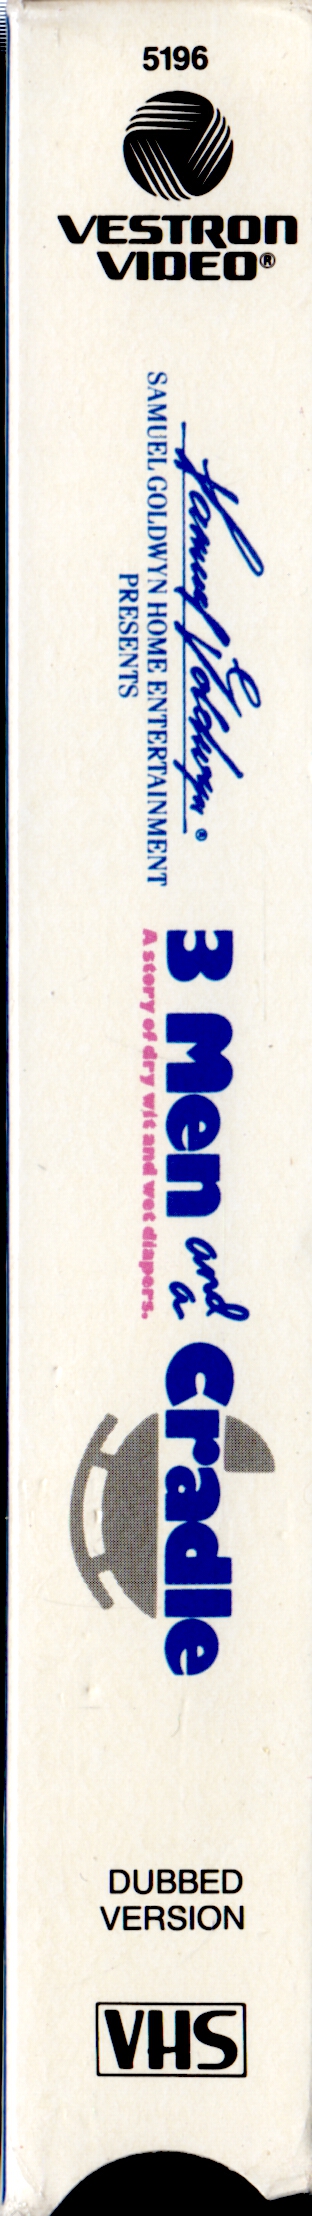 5196
VESTRON
VIDEO®
Samuel Goldwyn®
SAMUEL GOLDWYN HOME ENTERTAINMENT
PRESENTS
3 Men and a Cradle
A story of dry wit and wet diapers.
DUBBED
VERSION
VHS